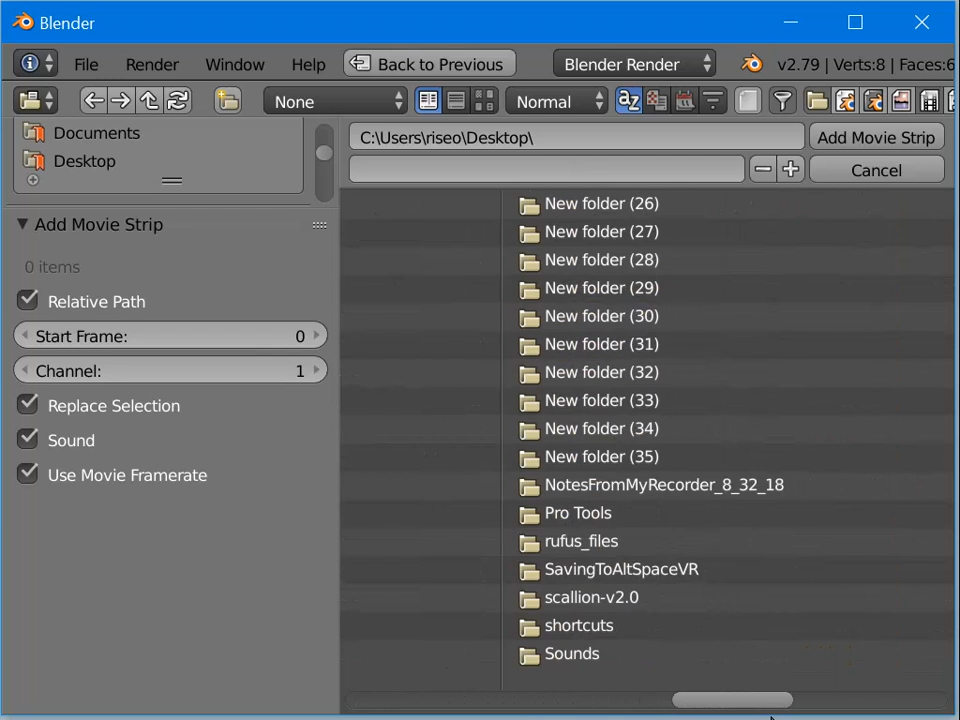 Blender
File Render Window Help Back to Previous Blender Render v2.79 | Verts:8 | Faces:6
None Normal
Documents
Desktop
C:\Users\riseo\Desktop\ Add Movie Strip
Cancel
Add Movie Strip
0 items
Relative Path
Start Frame: 0
Channel: 1
Replace Selection
Sound
Use Movie Framerate
New folder (26)
New folder (27)
New folder (28)
New folder (29)
New folder (30)
New folder (31)
New folder (32)
New folder (33)
New folder (34)
New folder (35)
NotesFromMyRecorder_8_32_18
Pro Tools
rufus_files
SavingToAltSpaceVR
scallion-v2.0
shortcuts
Sounds